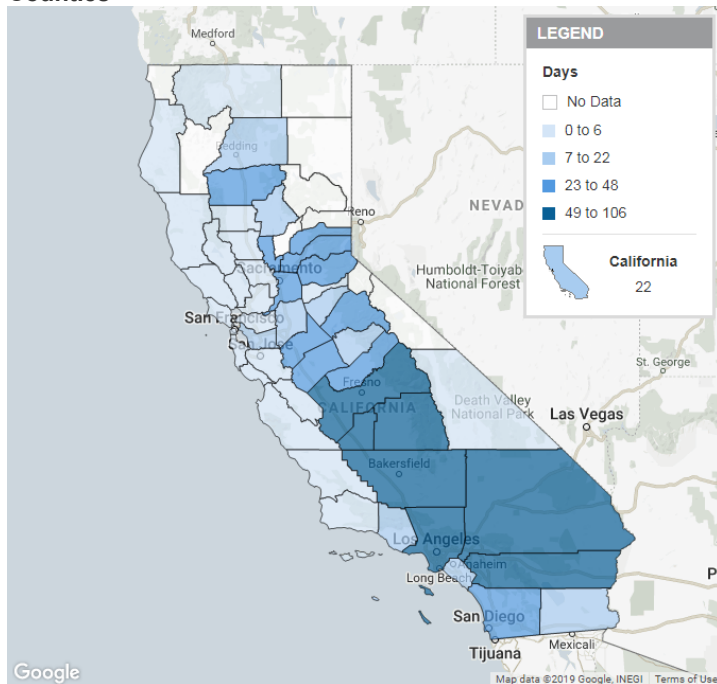 Counties
Medford
LEGEND
Days
No Data
0 to 6
7 to 22
23 to 48
49 to 106
California
22
Redding
NEVAD
Reno
Sacramento
Humboldt-Toiyab
National Forest
San Francisco
San Jose
St. George
Fresno
CALIFORNIA
Death Valley
National Park
Las Vegas
Bakersfield
Los Angeles
Anaheim
Long Beach
P
San Diego
Tijuana
Mexicali
Google
Map data ©2019 Google, INEGI
Terms of Use